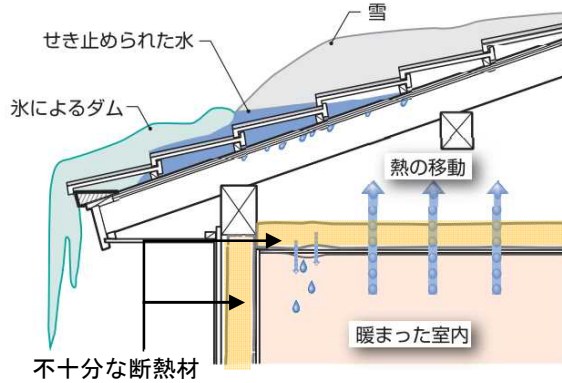 雪
せき止められた水
氷によるダム
熱の移動
暖まった室内
不十分な断熱材